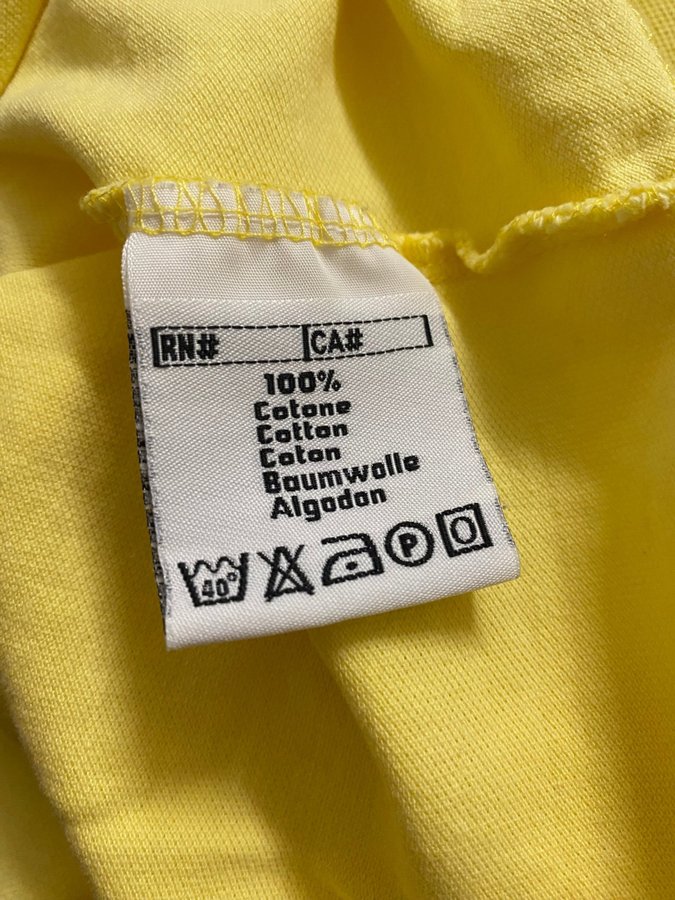 RN# CA#
100%
Cotone
Cotton
Coton
Baumwolle
Algodon
40° P